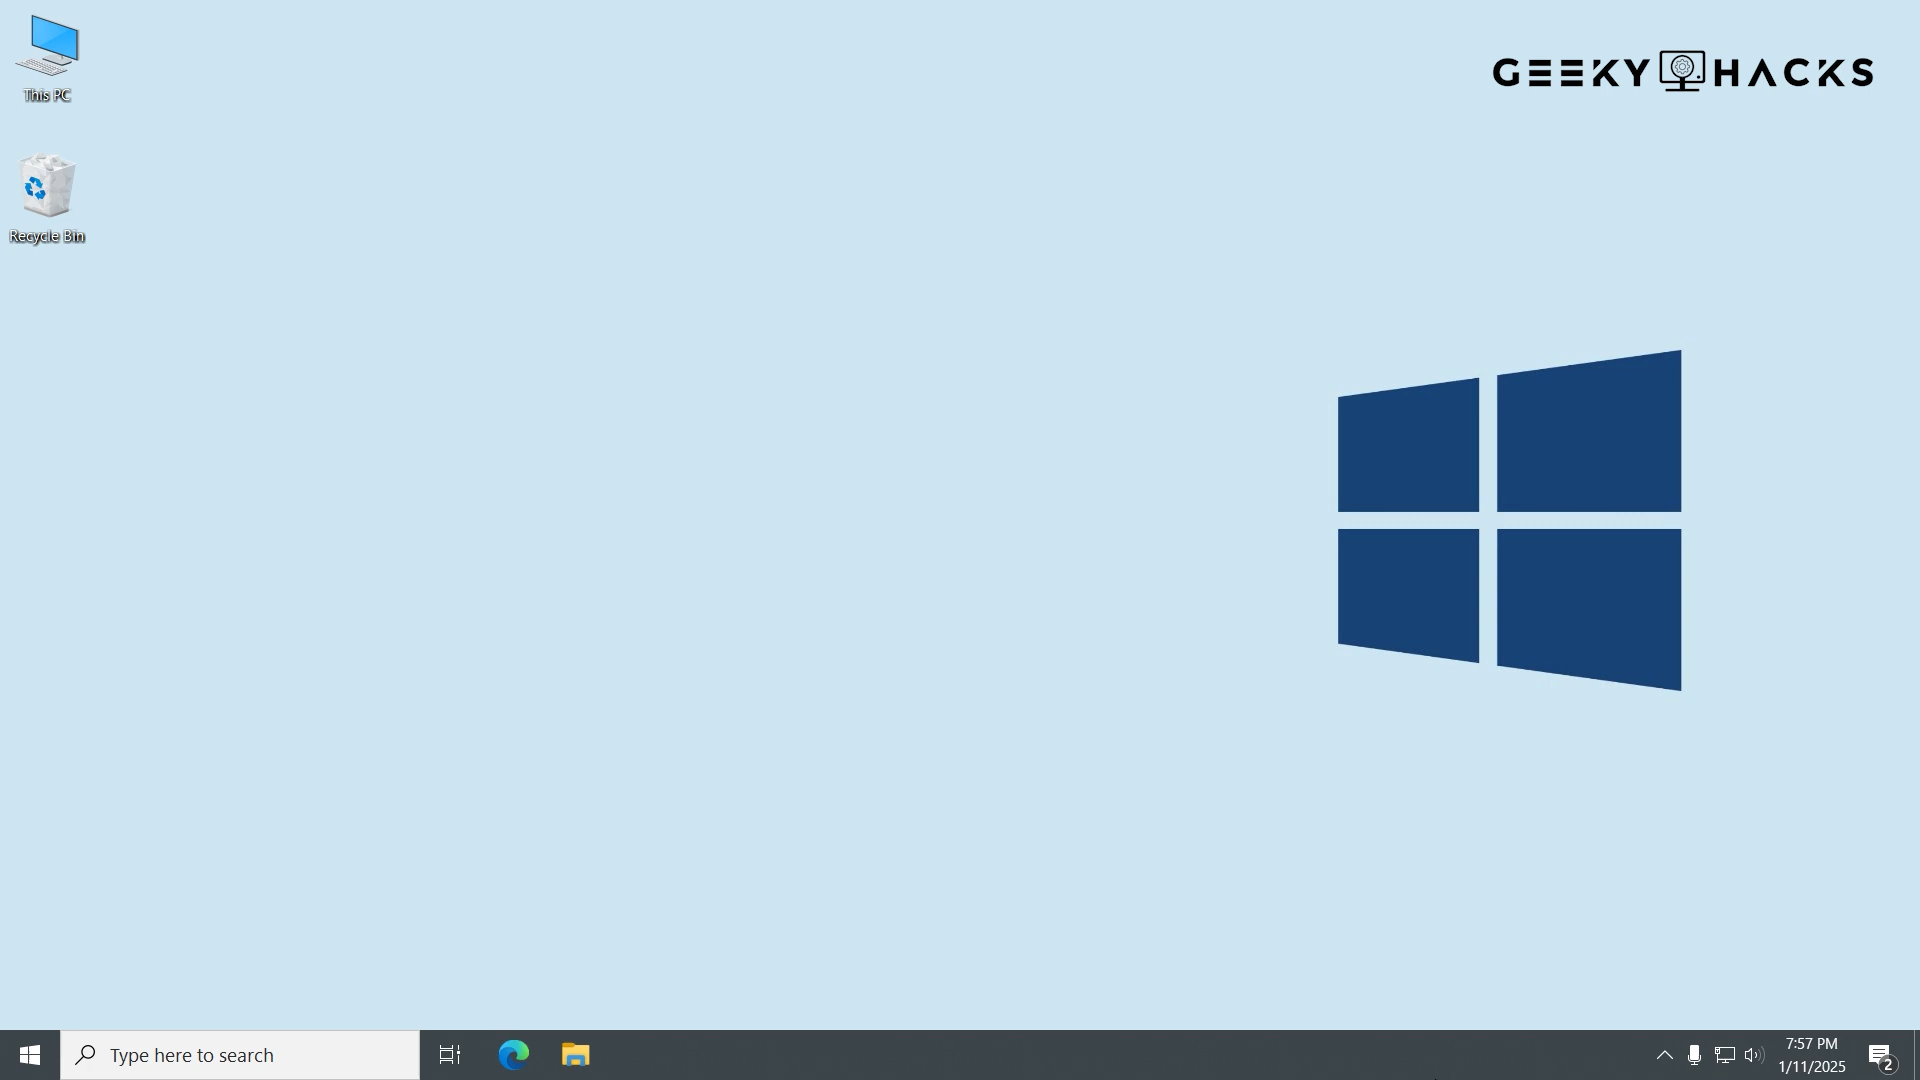 This PC
GEEKY HACKS
Recycle Bin
Type here to search
7:57 PM
1/11/2025
2